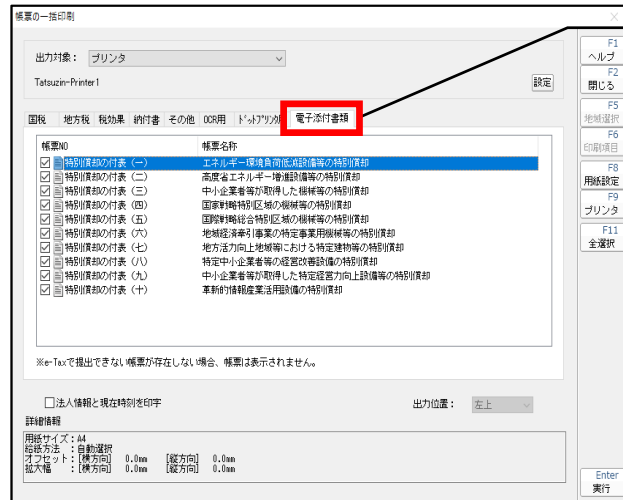 帳票の一括印刷
出力対象： プリンタ
Tatsuzin-Printer1
設定
国税 地方税 税効果 納付書 その他 OCR用 ﾄﾞｯﾄﾌﾟﾘﾝﾀ用 電子添付書類
帳票NO 帳票名称
特別償却の付表（一） エネルギー環境負荷低減設備等の特別償却
特別償却の付表（二） 高度省エネルギー増進設備等の特別償却
特別償却の付表（三） 中小企業者等が取得した機械等の特別償却
特別償却の付表（四） 国家戦略特別区域の機械等の特別償却
特別償却の付表（五） 国際戦略総合特別区域の機械等の特別償却
特別償却の付表（六） 地域経済牽引事業の特定事業用機械等の特別償却
特別償却の付表（七） 地方活力向上地域等における特定建物等の特別償却
特別償却の付表（八） 特定中小企業者等の経営改善設備の特別償却
特別償却の付表（九） 中小企業者等が取得した特定経営力向上設備等の特別償却
特別償却の付表（十） 革新的情報産業活用設備の特別償却
※e-Taxで提出できない帳票が存在しない場合、帳票は表示されません。
法人情報と現在時刻を印字
出力位置： 左上
詳細情報
用紙サイズ：A4
給紙方法 ：自動選択
オフセット：[横方向] 0.0mm [縦方向] 0.0mm
拡大幅 ：[横方向] 0.0mm [縦方向] 0.0mm
F1
ヘルプ
F2
閉じる
F5
地域選択
F6
印刷項目
F8
用紙設定
F9
プリンタ
F11
全選択
Enter
実行